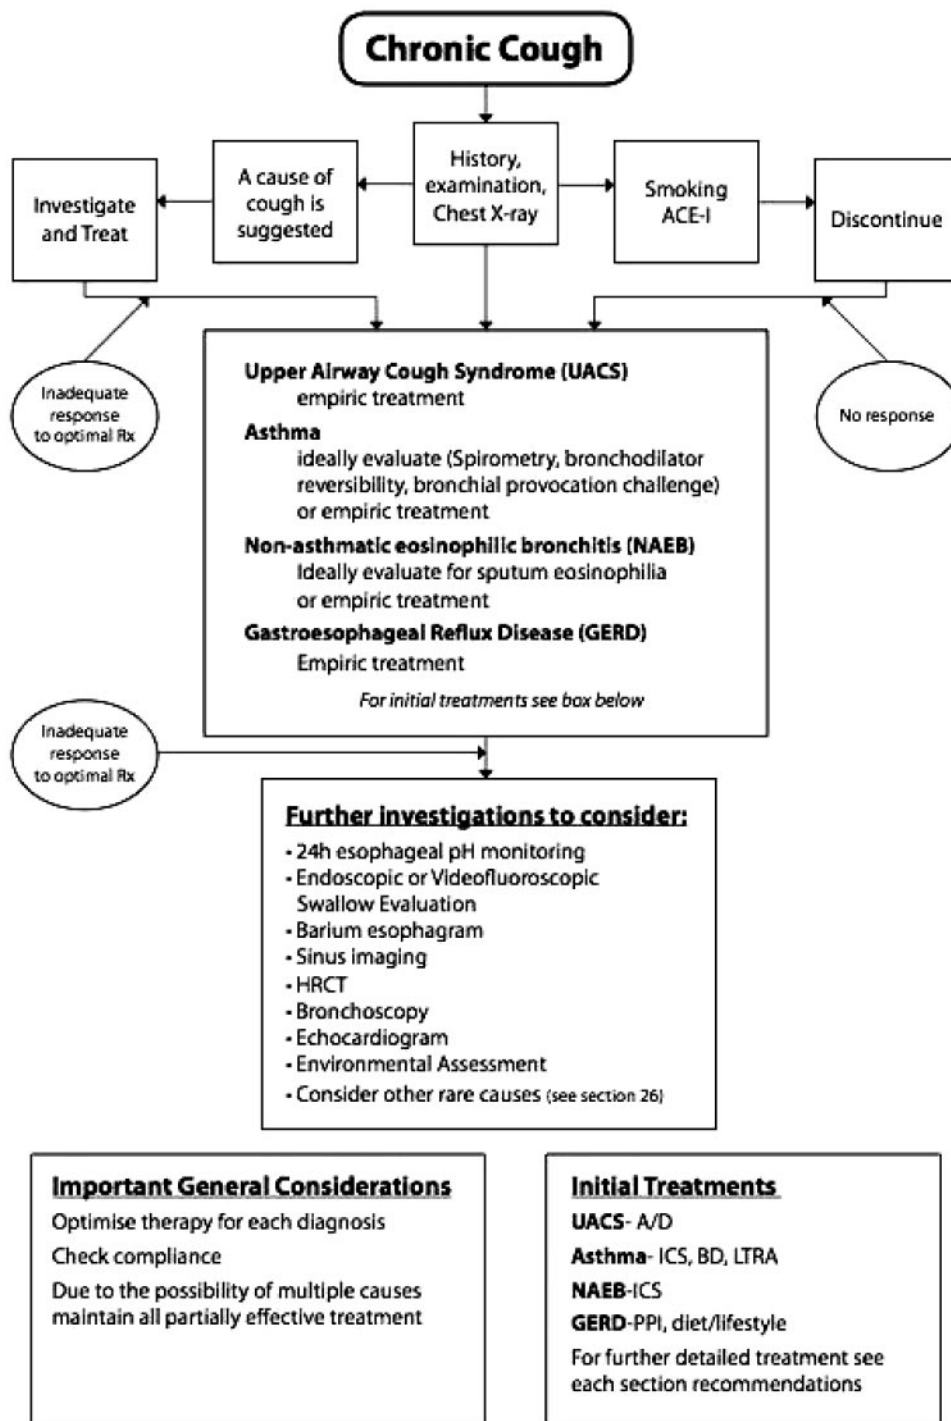 Chronic Cough
History,
examination,
Chest X-ray
A cause of
cough is
suggested
Investigate
and Treat
Smoking
ACE-I
Discontinue
Inadequate
response
to optimal Rx
No response
Upper Airway Cough Syndrome (UACS)
empiric treatment
Asthma
ideally evaluate (Spirometry, bronchodilator
reversibility, bronchial provocation challenge)
or empiric treatment
Non-asthmatic eosinophilic bronchitis (NAEB)
Ideally evaluate for sputum eosinophilia
or empiric treatment
Gastroesophageal Reflux Disease (GERD)
Empiric treatment
For initial treatments see box below
Inadequate
response
to optimal Rx
Further investigations to consider:
- 24h esophageal pH monitoring
- Endoscopic or Videofluoroscopic
Swallow Evaluation
- Barium esophagram
- Sinus imaging
- HRCT
- Bronchoscopy
- Echocardiogram
- Environmental Assessment
- Consider other rare causes (see section 26)
Important General Considerations
Optimise therapy for each diagnosis
Check compliance
Due to the possibility of multiple causes
maintain all partially effective treatment
Initial Treatments
UACS- A/D
Asthma- ICS, BD, LTRA
NAEB-ICS
GERD-PPI, diet/lifestyle
For further detailed treatment see
each section recommendations